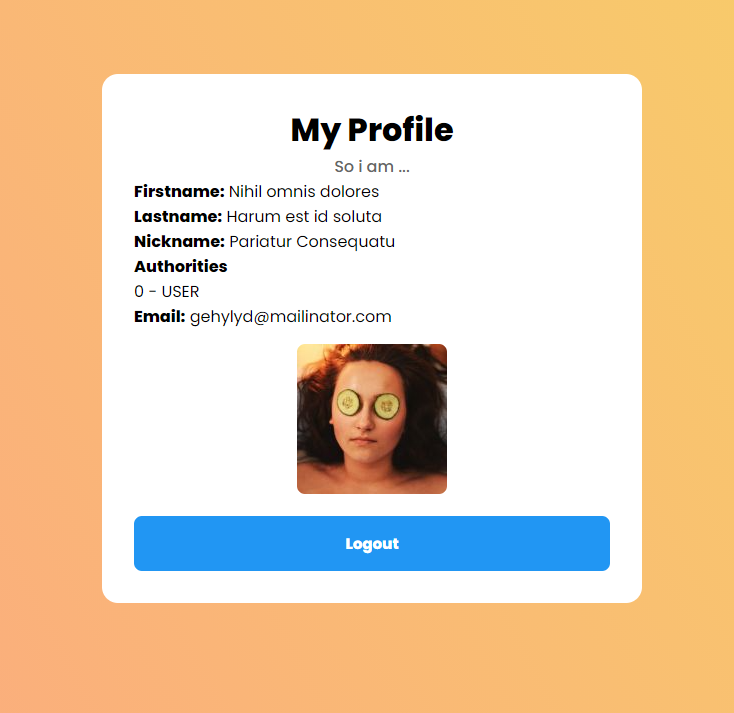 My Profile
So i am ...
Firstname: Nihil omnis dolores
Lastname: Harum est id soluta
Nickname: Pariatur Consequatu
Authorities
0 - USER
Email: gehylyd@mailinator.com
Logout